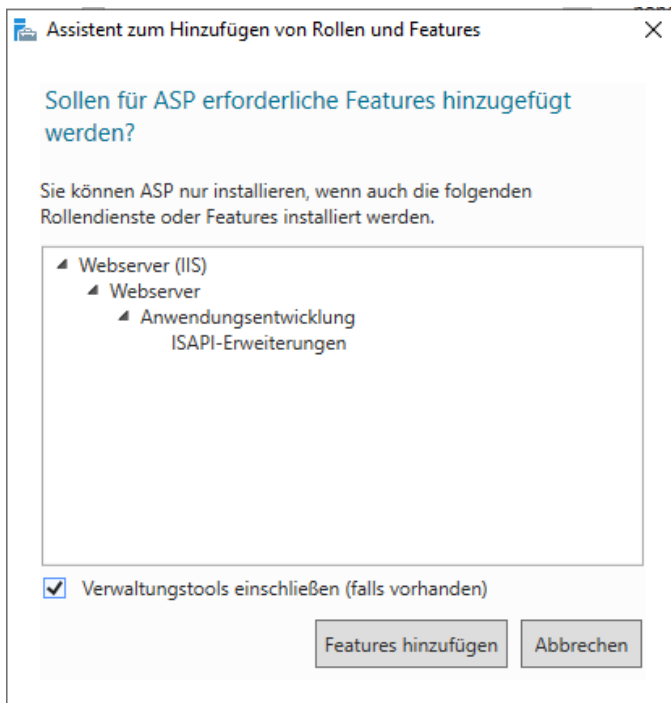 Assistent zum Hinzufügen von Rollen und Features
Sollen für ASP erforderliche Features hinzugefügt
werden?
Sie können ASP nur installieren, wenn auch die folgenden
Rollendienste oder Features installiert werden.
Webserver (IIS)
Webserver
Anwendungsentwicklung
ISAPI-Erweiterungen
Verwaltungstools einschließen (falls vorhanden)
Features hinzufügen Abbrechen